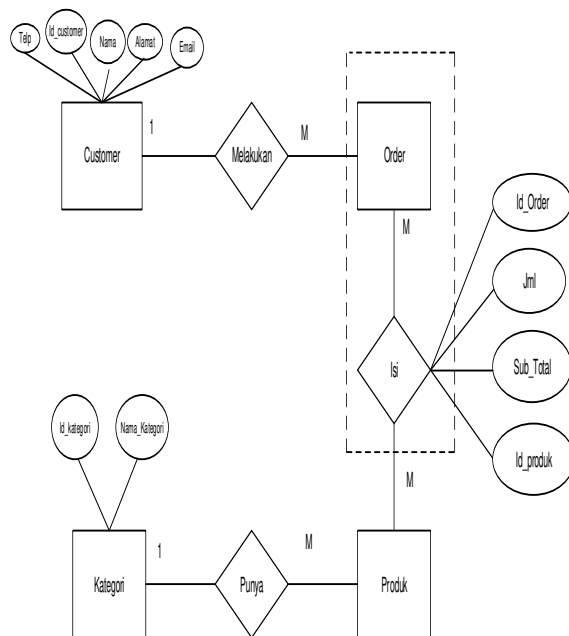 Telp
Id_customer
Nama
Alamat
Email
Customer
1
Melakukan
M
Order
M
Id_Order
Jml
Isi
Sub_Total
Id_produk
M
Id_kategori
Nama_Kategori
Kategori
1
Punya
M
Produk